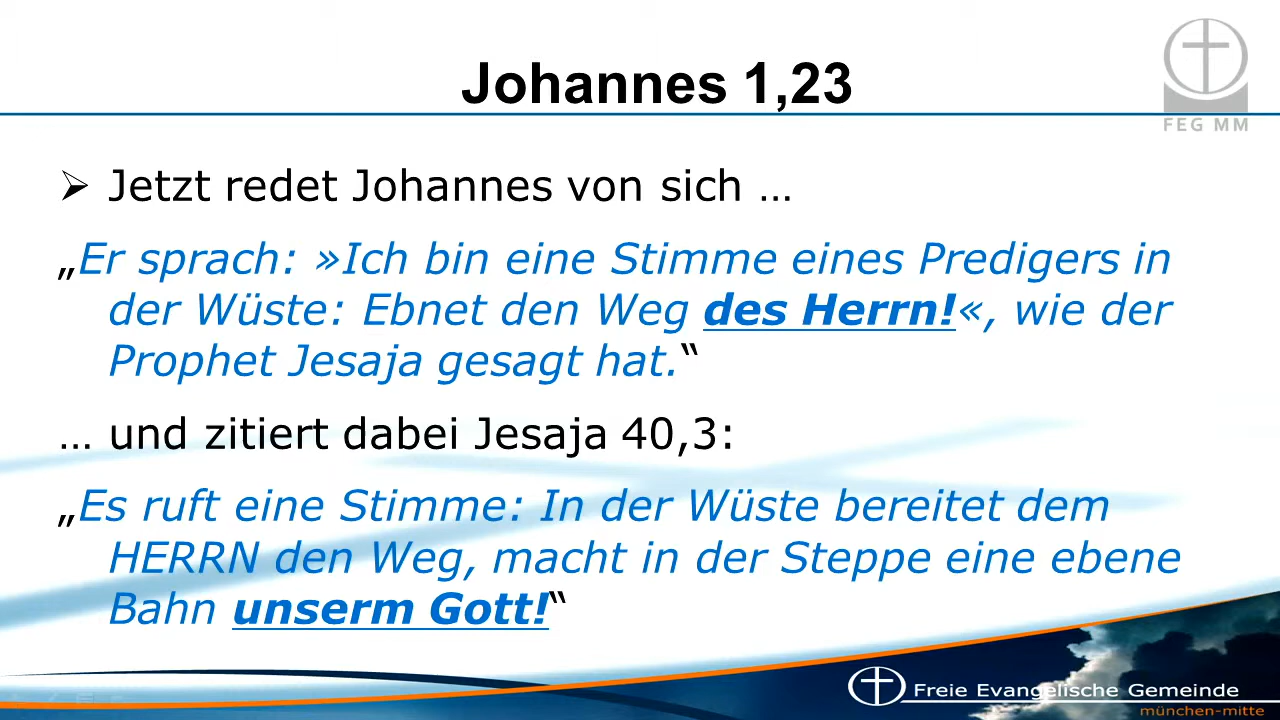 Johannes 1,23
FEG MM
➢ Jetzt redet Johannes von sich …
„Er sprach: »Ich bin eine Stimme eines Predigers in
der Wüste: Ebnet den Weg des Herrn!«, wie der
Prophet Jesaja gesagt hat.“
… und zitiert dabei Jesaja 40,3:
„Es ruft eine Stimme: In der Wüste bereitet dem
HERRN den Weg, macht in der Steppe eine ebene
Bahn unserm Gott!“
Freie Evangelische Gemeinde
münchen-mitte